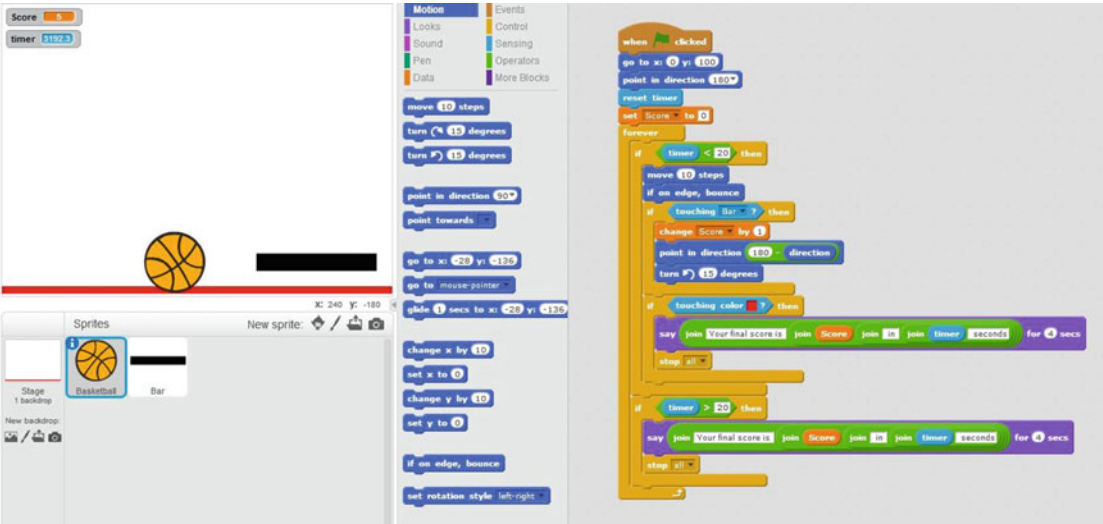 Score 5
timer 3192.3
X: 240 Y: -180
Sprites
New sprite:
Stage
1 backdrop
New backdrop:
Basketball
Bar
Motion
Events
Looks
Control
Sound
Sensing
Pen
Operators
Data
More Blocks
move 10 steps
turn 15 degrees
turn 15 degrees
point in direction 90
point towards
go to x: -28 y: -136
go to mouse-pointer
glide 1 secs to x: -28 y: -136
change x by 10
set x to 0
change y by 10
set y to 0
if on edge, bounce
set rotation style left-right
when clicked
go to x: 0 y: 100
point in direction 180
reset timer
set Score to 0
forever
if timer < 20 then
move 10 steps
if on edge, bounce
if touching Bar ? then
change Score by 1
point in direction 180 - direction
turn 15 degrees
if touching color ? then
say join Your final score is join Score join in join timer seconds for 4 secs
stop all
if timer > 20 then
say join Your final score is join Score join in join timer seconds for 4 secs
stop all